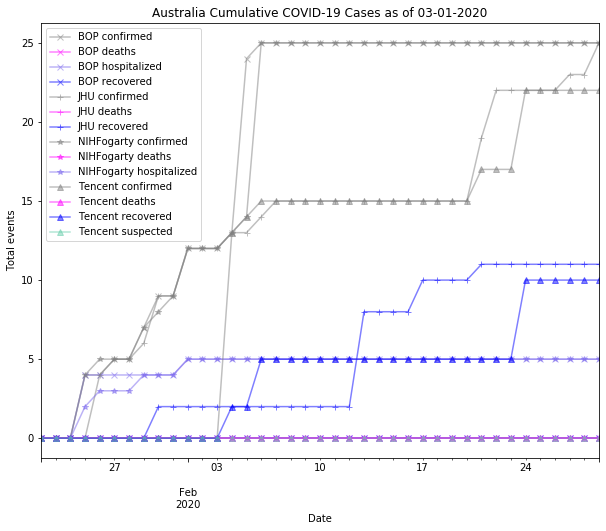 Australia Cumulative COVID-19 Cases as of 03-01-2020
BOP confirmed
BOP deaths
BOP hospitalized
BOP recovered
JHU confirmed
JHU deaths
JHU recovered
NIHFogarty confirmed
NIHFogarty deaths
NIHFogarty hospitalized
Tencent confirmed
Tencent deaths
Tencent recovered
Tencent suspected
Total events
25
20
15
10
5
0
27
03
10
17
24
Feb
2020
Date